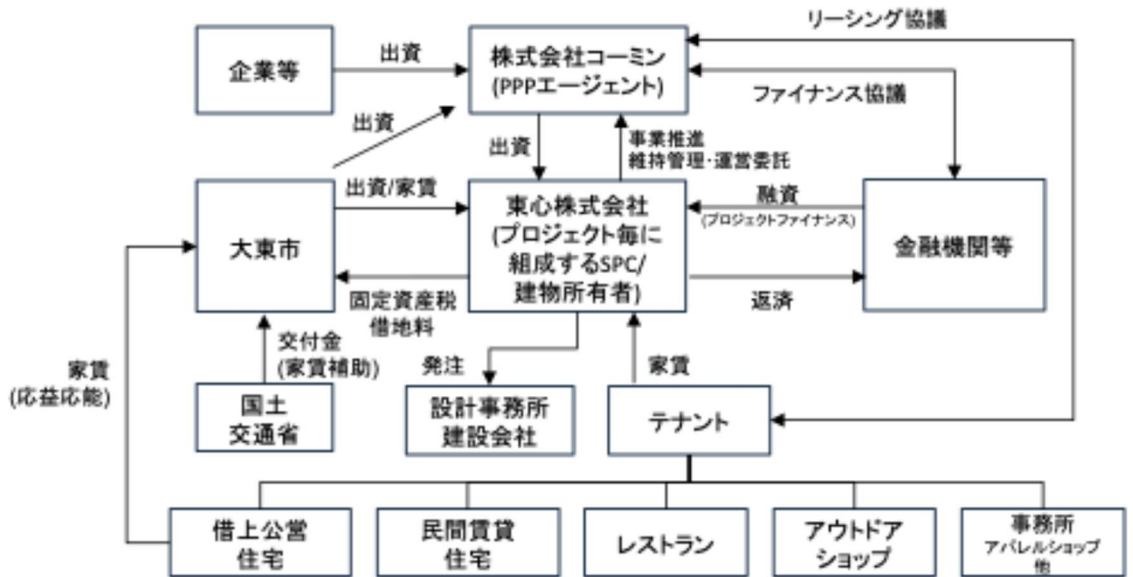 リーシング協議
企業等
出資
株式会社コーミン
(PPPエージェント)
ファイナンス協議
出資
出資
事業推進
維持管理・運営委託
大東市
出資/家賃
東心株式会社
(プロジェクト毎に
組成するSPC/
建物所有者)
融資
(プロジェクトファイナンス)
金融機関等
固定資産税
借地料
返済
交付金
(家賃補助)
家賃
(応益応能)
国土
交通省
発注
設計事務所
建設会社
家賃
テナント
借上公営
住宅
民間賃貸
住宅
レストラン
アウトドア
ショップ
事務所
アパレルショップ
他